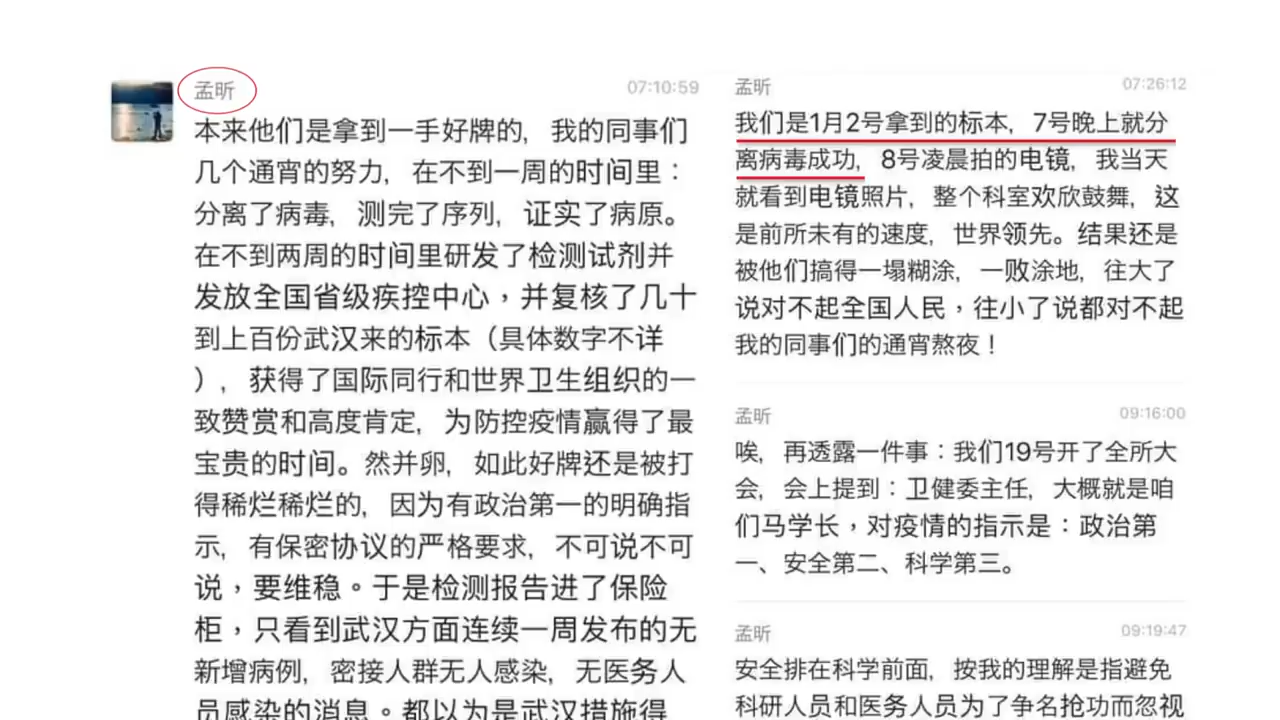 孟昕
07:10:59
本来他们是拿到一手好牌的，我的同事们
几个通宵的努力，在不到一周的时间里：
分离了病毒，测完了序列，证实了病原。
在不到两周的时间里研发了检测试剂并
发放全国省级疾控中心，并复核了几十
到上百份武汉来的标本（具体数字不详
），获得了国际同行和世界卫生组织的一
致赞赏和高度肯定，为防控疫情赢得了最
宝贵的时间。然并卵，如此好牌还是被打
得稀烂稀烂的，因为有政治第一的明确指
示，有保密协议的严格要求，不可说不可
说，要维稳。于是检测报告进了保险
柜，只看到武汉方面连续一周发布的无
新增病例，密接人群无人感染，无医务人
员感染的消息。都以为是武汉措施得
孟昕
07:26:12
我们是1月2号拿到的标本，7号晚上就分
离病毒成功，8号凌晨拍的电镜，我当天
就看到电镜照片，整个科室欢欣鼓舞，这
是前所未有的速度，世界领先。结果还是
被他们搞得一塌糊涂，一败涂地，往大了
说对不起全国人民，往小了说都对不起
我的同事们的通宵熬夜！
孟昕
09:16:00
唉，再透露一件事：我们19号开了全所大
会，会上提到：卫健委主任，大概就是咱
们马学长，对疫情的指示是：政治第
一、安全第二、科学第三。
孟昕
09:19:47
安全排在科学前面，按我的理解是指避免
科研人员和医务人员为了争名抢功而忽视